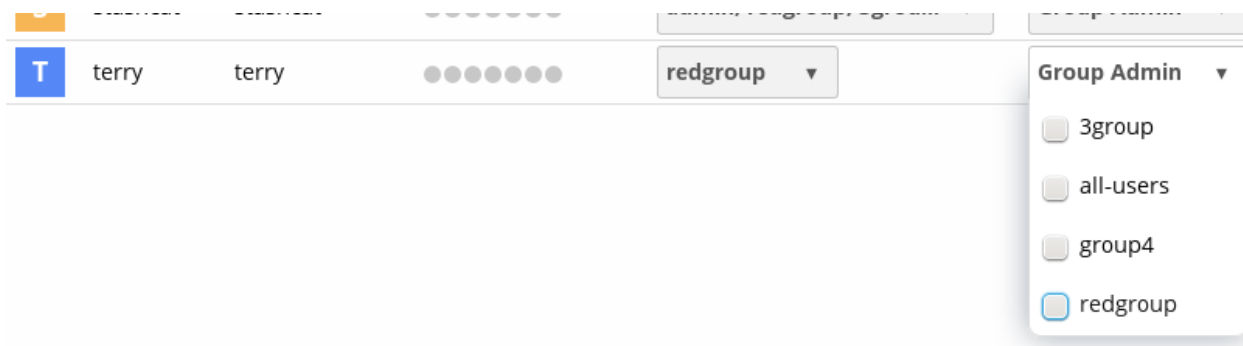 T terry terry ●●●●●●● redgroup ▼ Group Admin ▼
3group
all-users
group4
redgroup